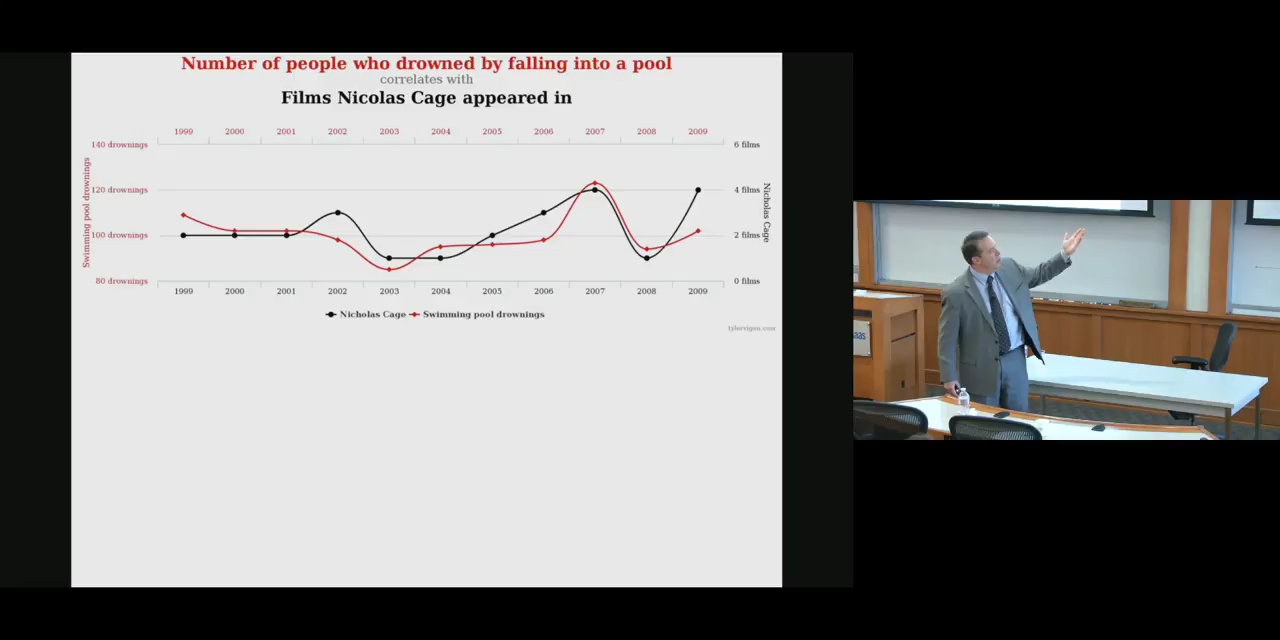 Number of people who drowned by falling into a pool
correlates with
Films Nicolas Cage appeared in
1999 2000 2001 2002 2003 2004 2005 2006 2007 2008 2009
140 drownings 6 films
120 drownings 4 films
100 drownings 2 films
80 drownings 0 films
Swimming pool drownings
Nicholas Cage
1999 2000 2001 2002 2003 2004 2005 2006 2007 2008 2009
Nicholas Cage Swimming pool drownings
tylervigen.com
aas